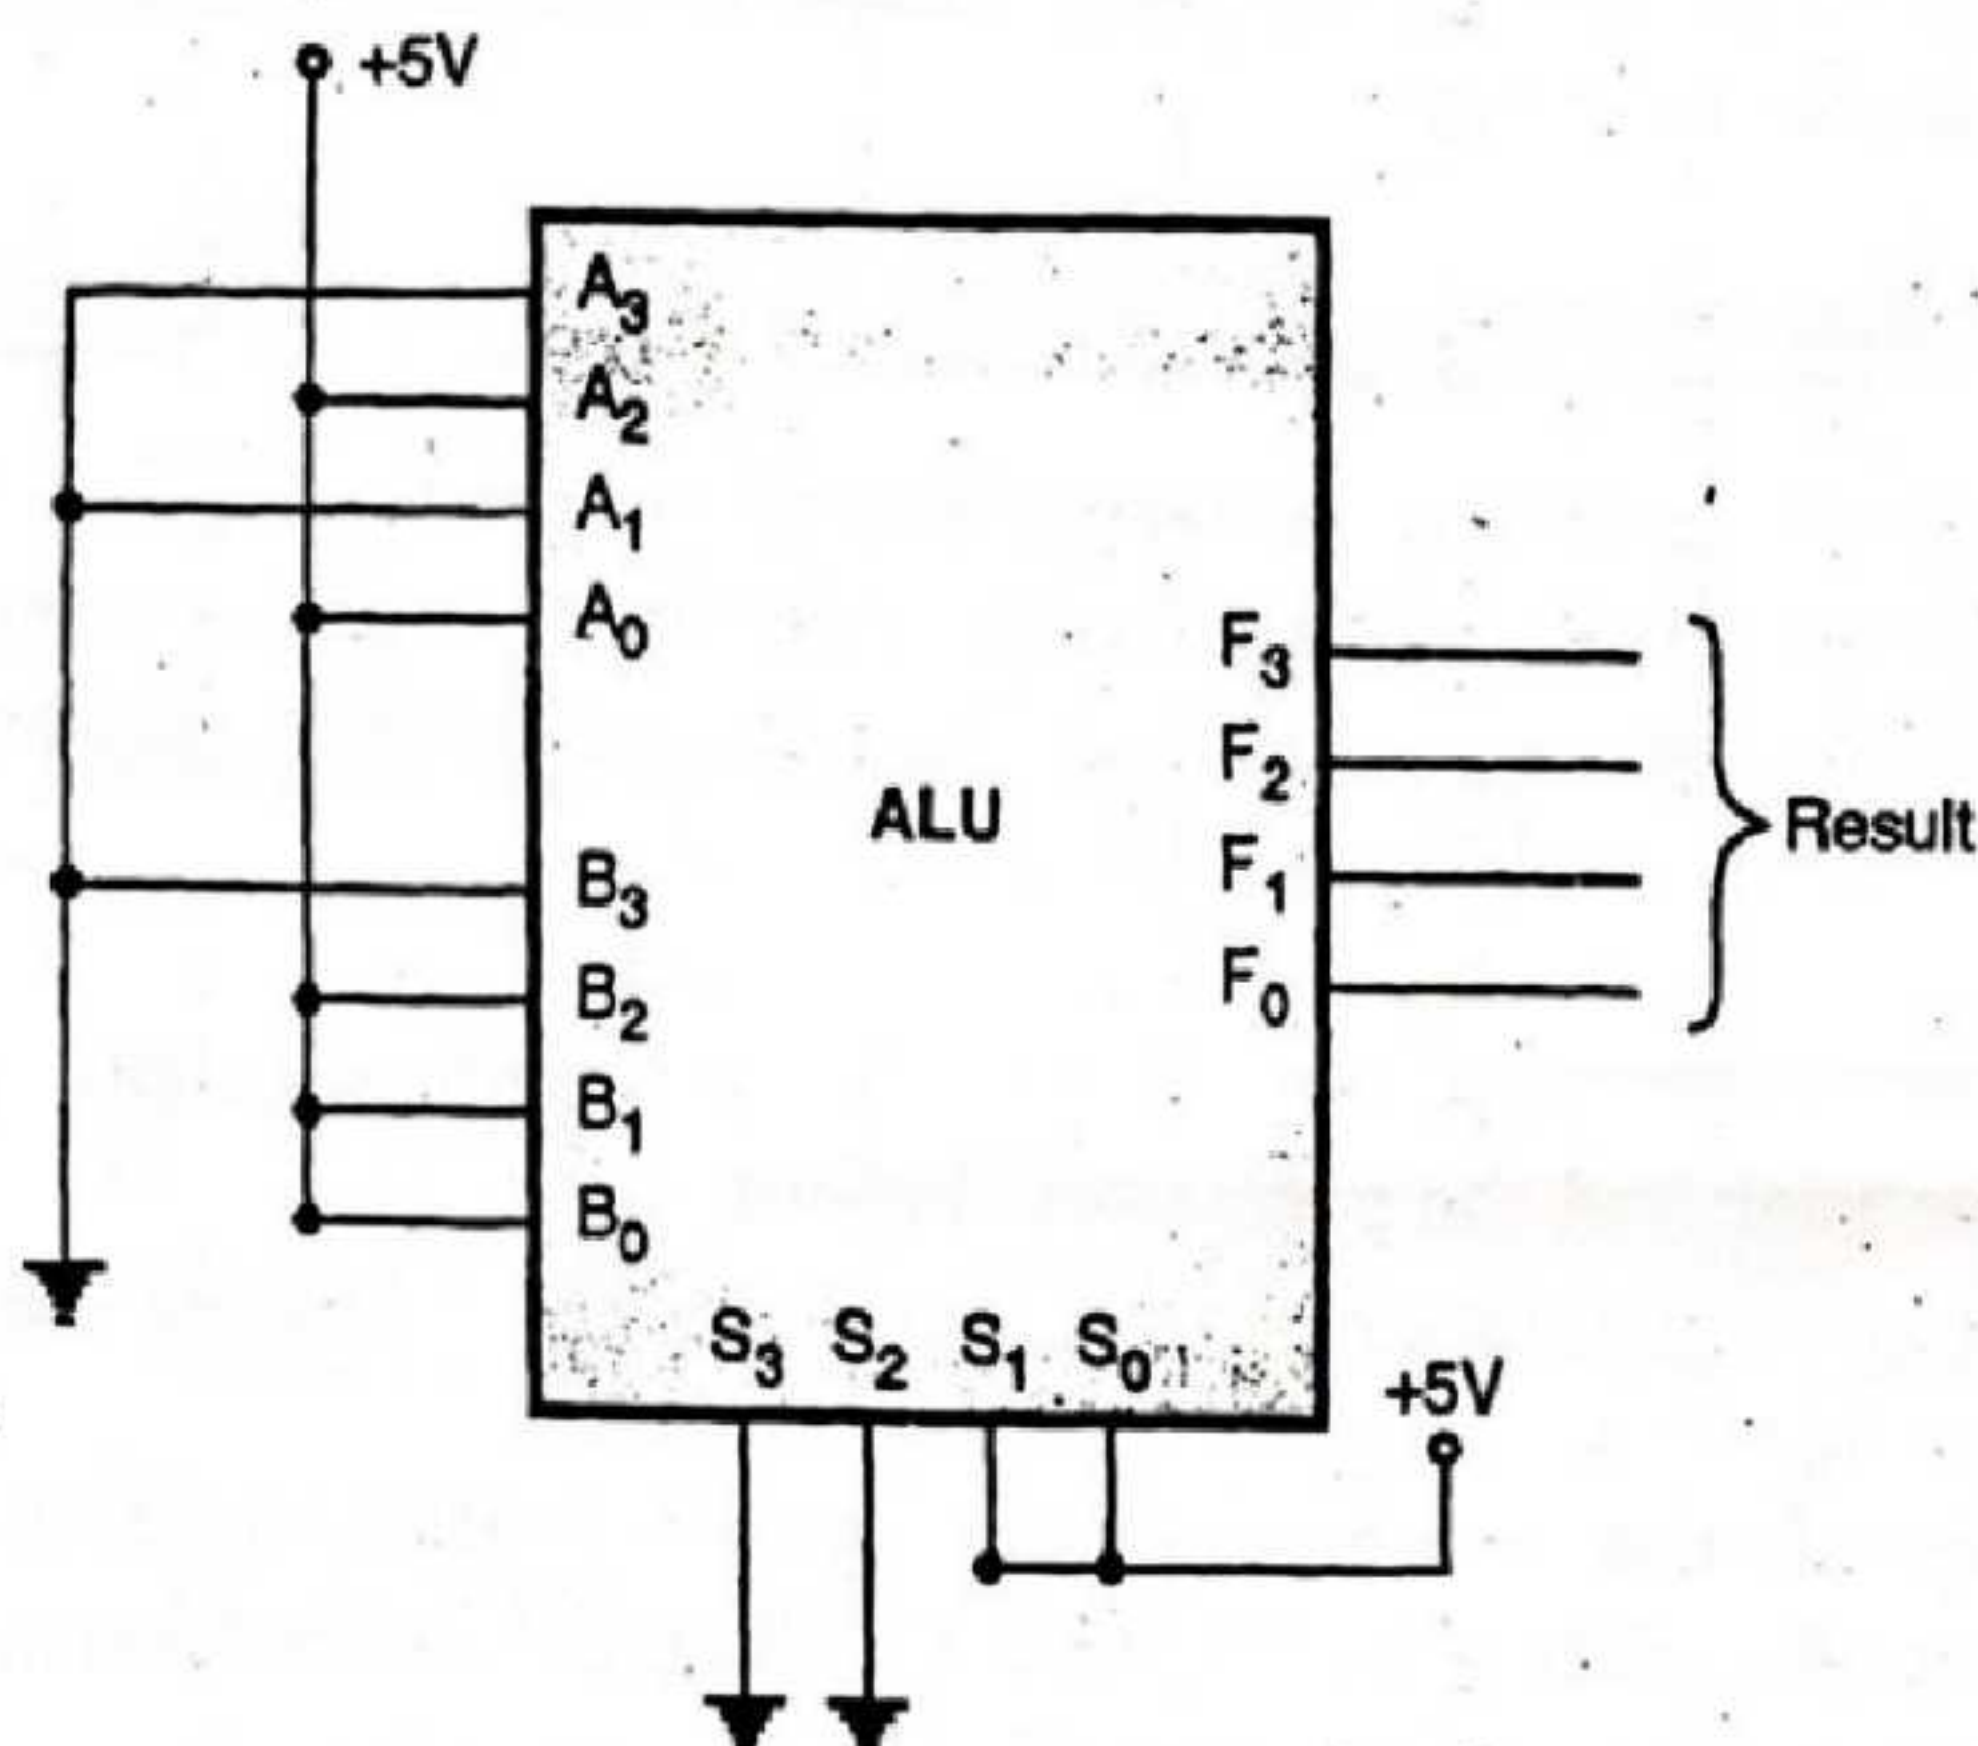 +5V
A3
A2
A1
A0
B3
B2
B1
B0
ALU
F3
F2
F1
F0
Result
S3 S2 S1 S0
+5V